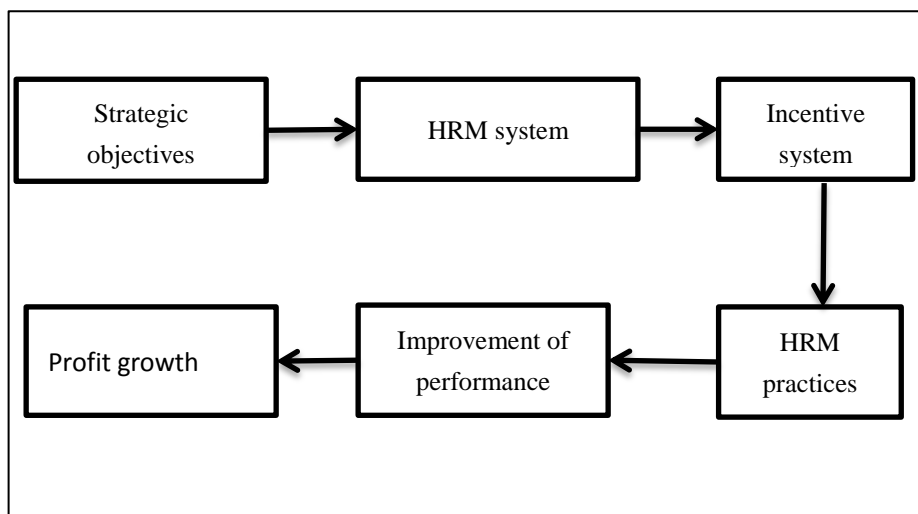 Strategic
objectives
HRM system
Incentive
system
Profit growth
Improvement of
performance
HRM
practices